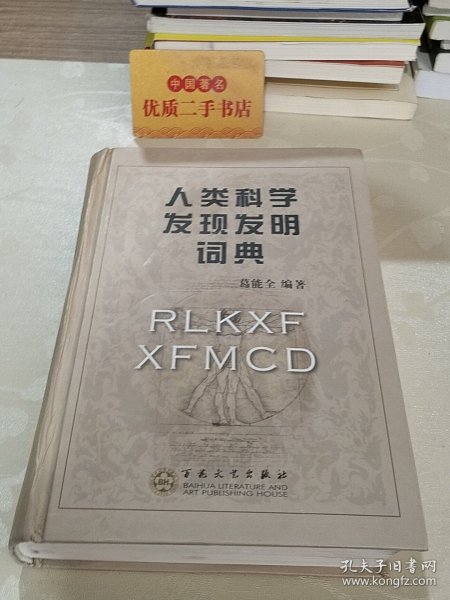 中国著名
优质二手书店
人类科学
发现发明
词典
葛能全 编著
RLKXF
XFMCD
BH
百花文艺出版社
BAIHUA LITERATURE AND
ART PUBLISHING HOUSE
孔夫子旧书网
www.kongfz.com